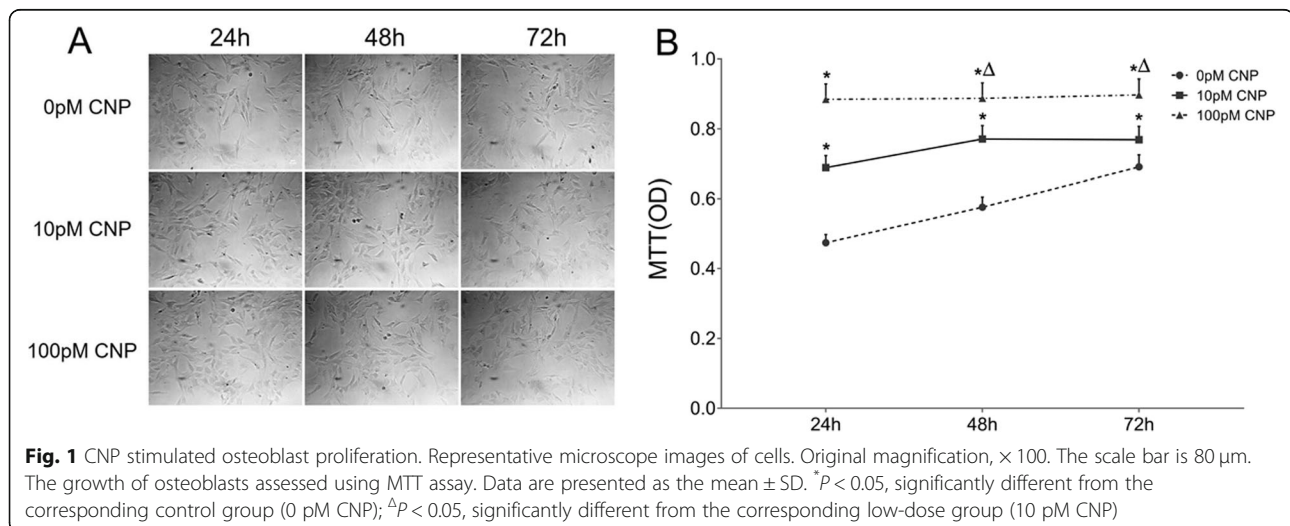 A
24h 48h 72h
0pM CNP
10pM CNP
100pM CNP
B
MTT(OD)
1.0
0.8
0.6
0.4
0.2
0.0
24h 48h 72h
* *Δ *Δ
* * *
0pM CNP
10pM CNP
100pM CNP
Fig. 1 CNP stimulated osteoblast proliferation. Representative microscope images of cells. Original magnification, × 100. The scale bar is 80 μm.
The growth of osteoblasts assessed using MTT assay. Data are presented as the mean ± SD. *P < 0.05, significantly different from the
corresponding control group (0 pM CNP); ΔP < 0.05, significantly different from the corresponding low-dose group (10 pM CNP)